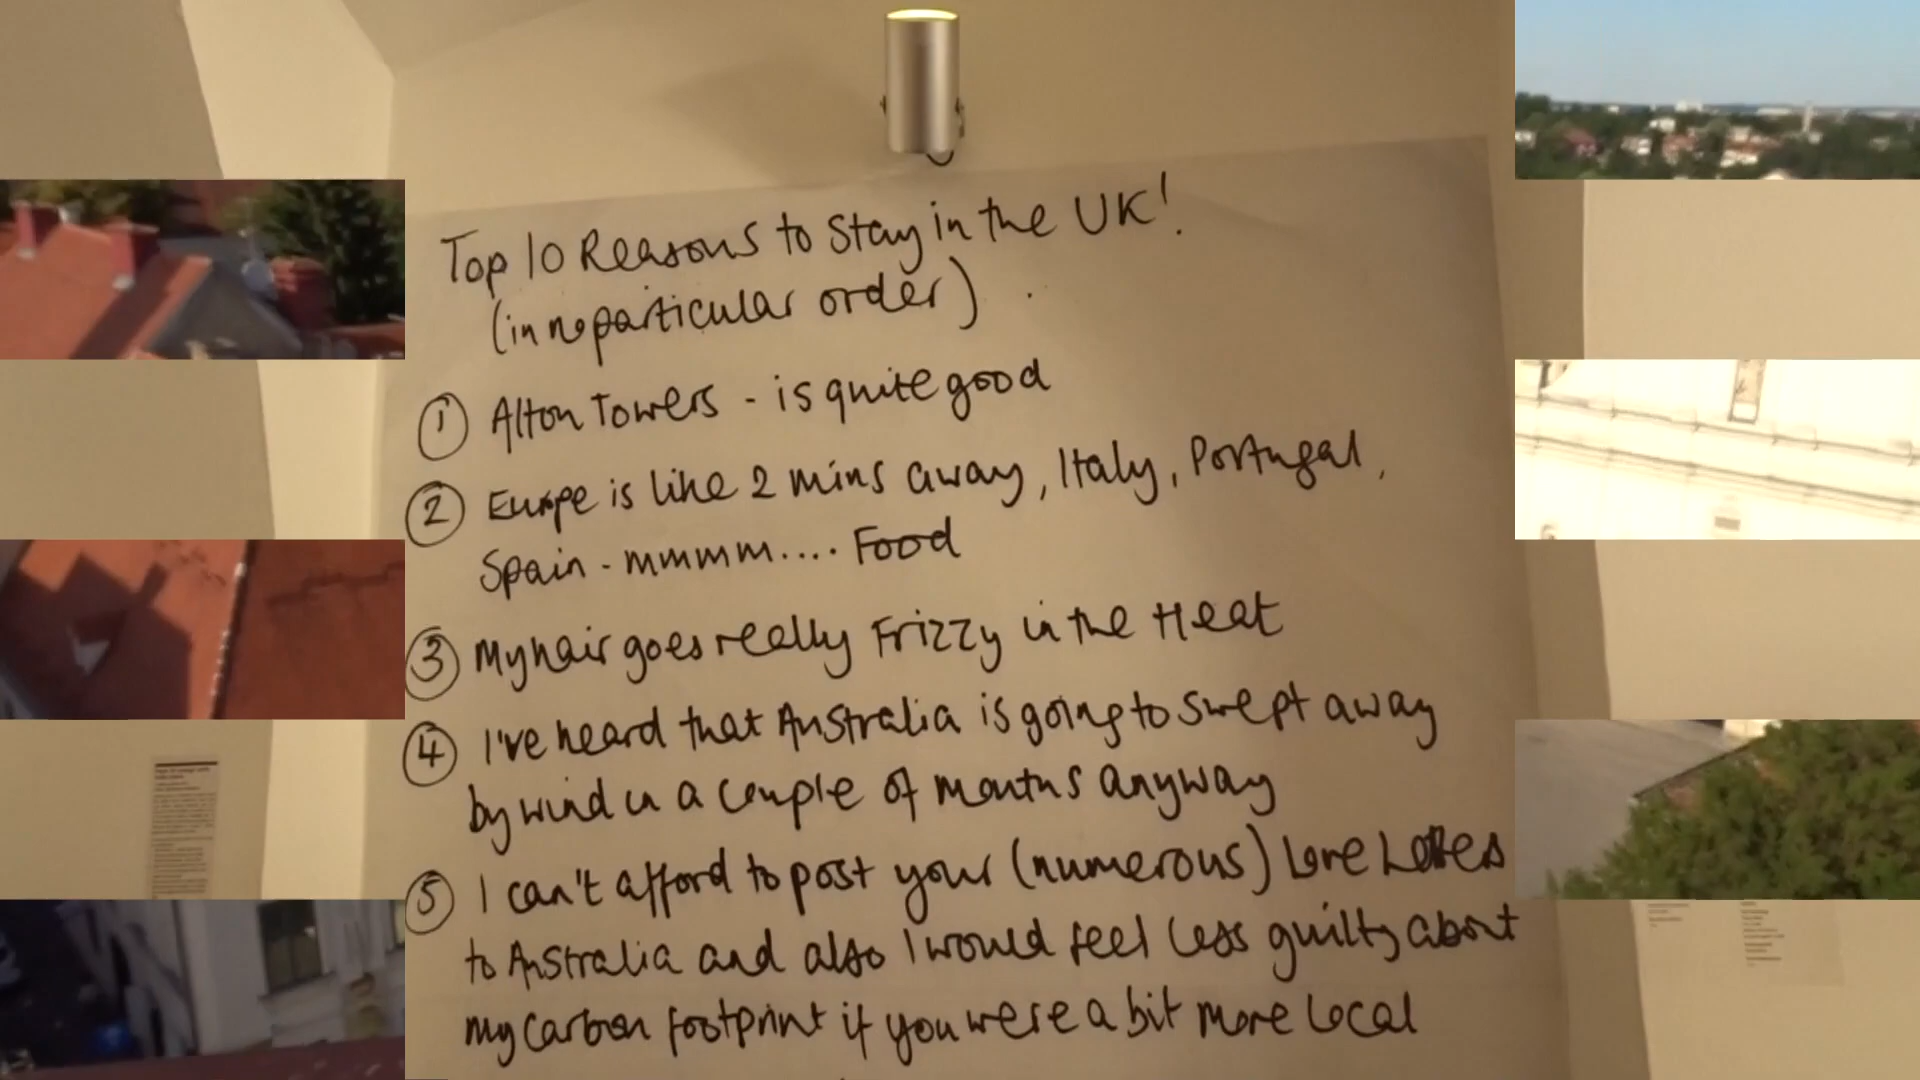 Top 10 Reasons to Stay in the UK!
(in no particular order)
1 Alton Towers - is quite good
2 Europe is like 2 mins away, Italy, Portugal,
Spain - mmmm.... Food
3 My hair goes really Frizzy in the Heat
4 I've heard that Australia is going to swept away
by wind in a couple of months anyway
5 I can't afford to post your (numerous) Love Letters
to Australia and also I would feel less guilty about
my carbon footprint if you were a bit more local